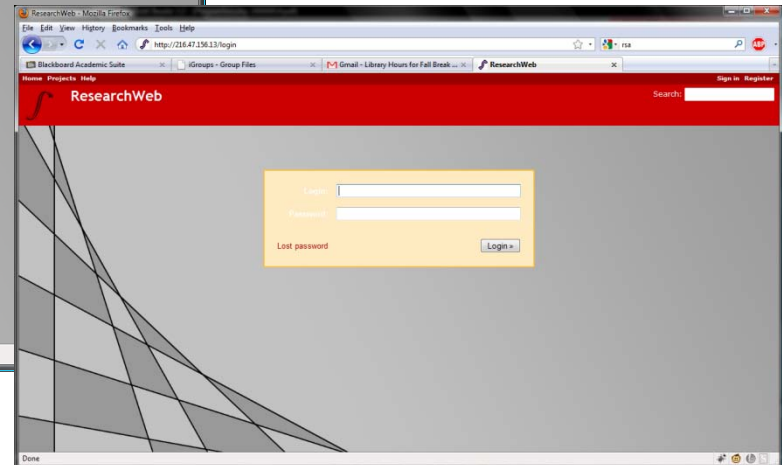 ResearchWeb - Mozilla Firefox
File Edit View History Bookmarks Tools Help
http://216.47.156.13/login
rsa
ABP
Blackboard Academic Suite
iGroups - Group Files
Gmail - Library Hours for Fall Break ...
ResearchWeb
Home Projects Help
Sign in Register
ResearchWeb
Search:
Login:
Password:
Lost password
Login »
Done